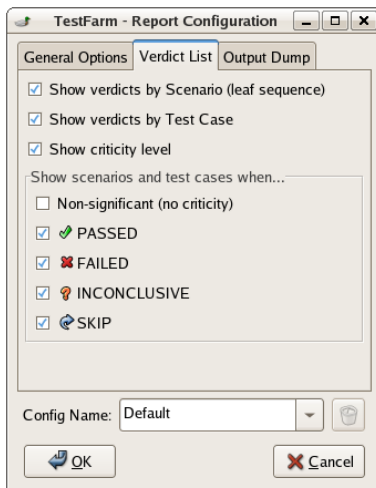 TestFarm - Report Configuration
General Options Verdict List Output Dump
Show verdicts by Scenario (leaf sequence)
Show verdicts by Test Case
Show criticity level
Show scenarios and test cases when...
Non-significant (no criticity)
PASSED
FAILED
INCONCLUSIVE
SKIP
Config Name: Default
OK Cancel